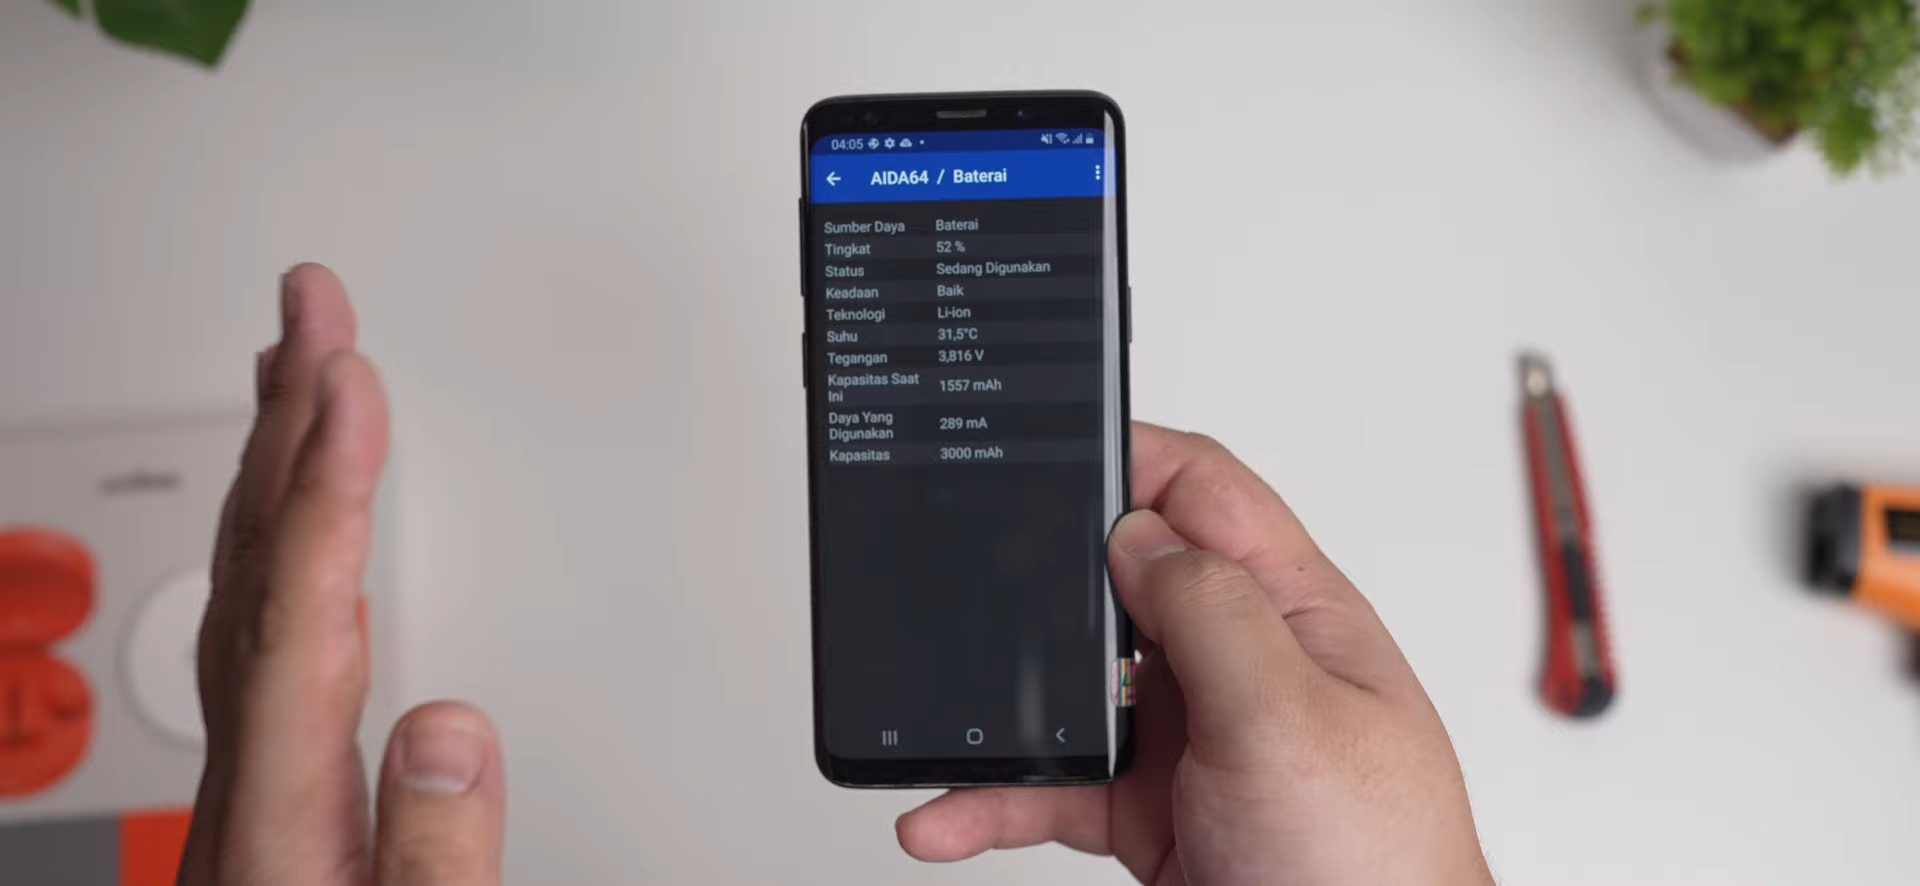 04:05
AIDA64 / Baterai
Sumber Daya Baterai
Tingkat 52 %
Status Sedang Digunakan
Keadaan Baik
Teknologi Li-ion
Suhu 31,5°C
Tegangan 3,816 V
Kapasitas Saat
Ini 1557 mAh
Daya Yang
Digunakan 289 mA
Kapasitas 3000 mAh